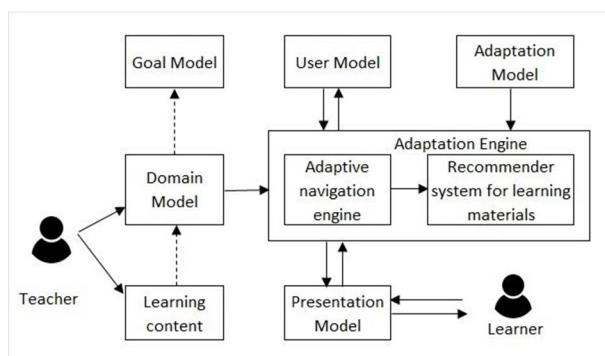 Goal Model
User Model
Adaptation
Model
Adaptation Engine
Domain
Model
Adaptive
navigation
engine
Recommender
system for learning
materials
Teacher
Learning
content
Presentation
Model
Learner